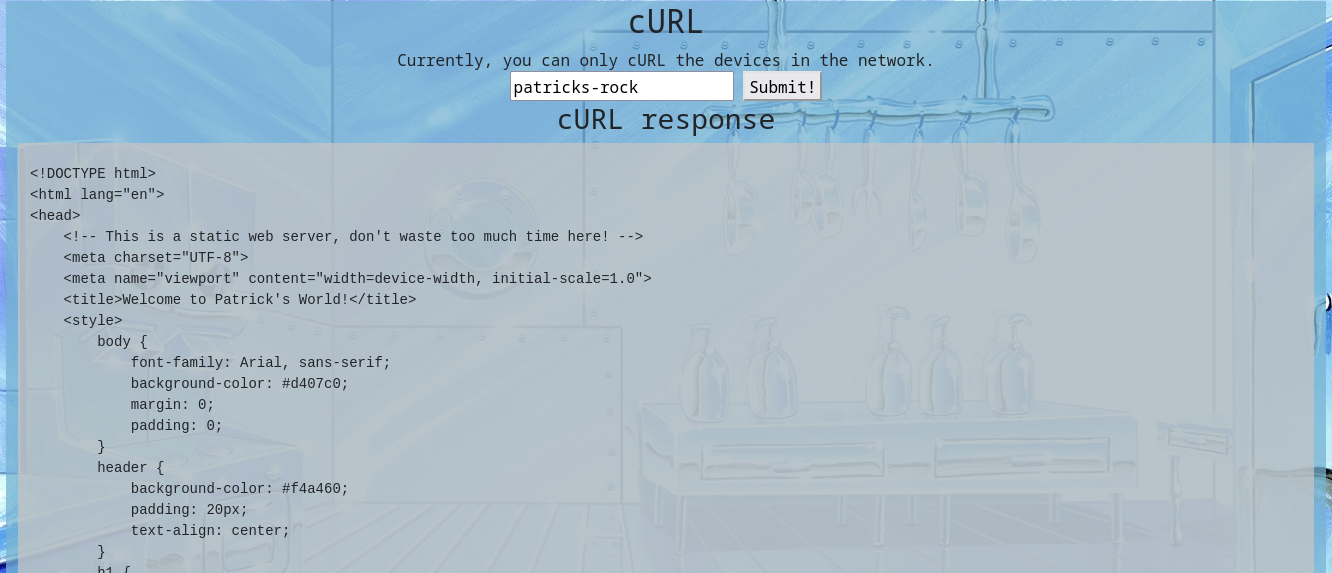 cURL
Currently, you can only cURL the devices in the network.
patricks-rock Submit!
cURL response
<!DOCTYPE html>
<html lang="en">
<head>
    <!-- This is a static web server, don't waste too much time here! -->
    <meta charset="UTF-8">
    <meta name="viewport" content="width=device-width, initial-scale=1.0">
    <title>Welcome to Patrick's World!</title>
    <style>
        body {
            font-family: Arial, sans-serif;
            background-color: #d407c0;
            margin: 0;
            padding: 0;
        }
        header {
            background-color: #f4a460;
            padding: 20px;
            text-align: center;
        }
        h1 {